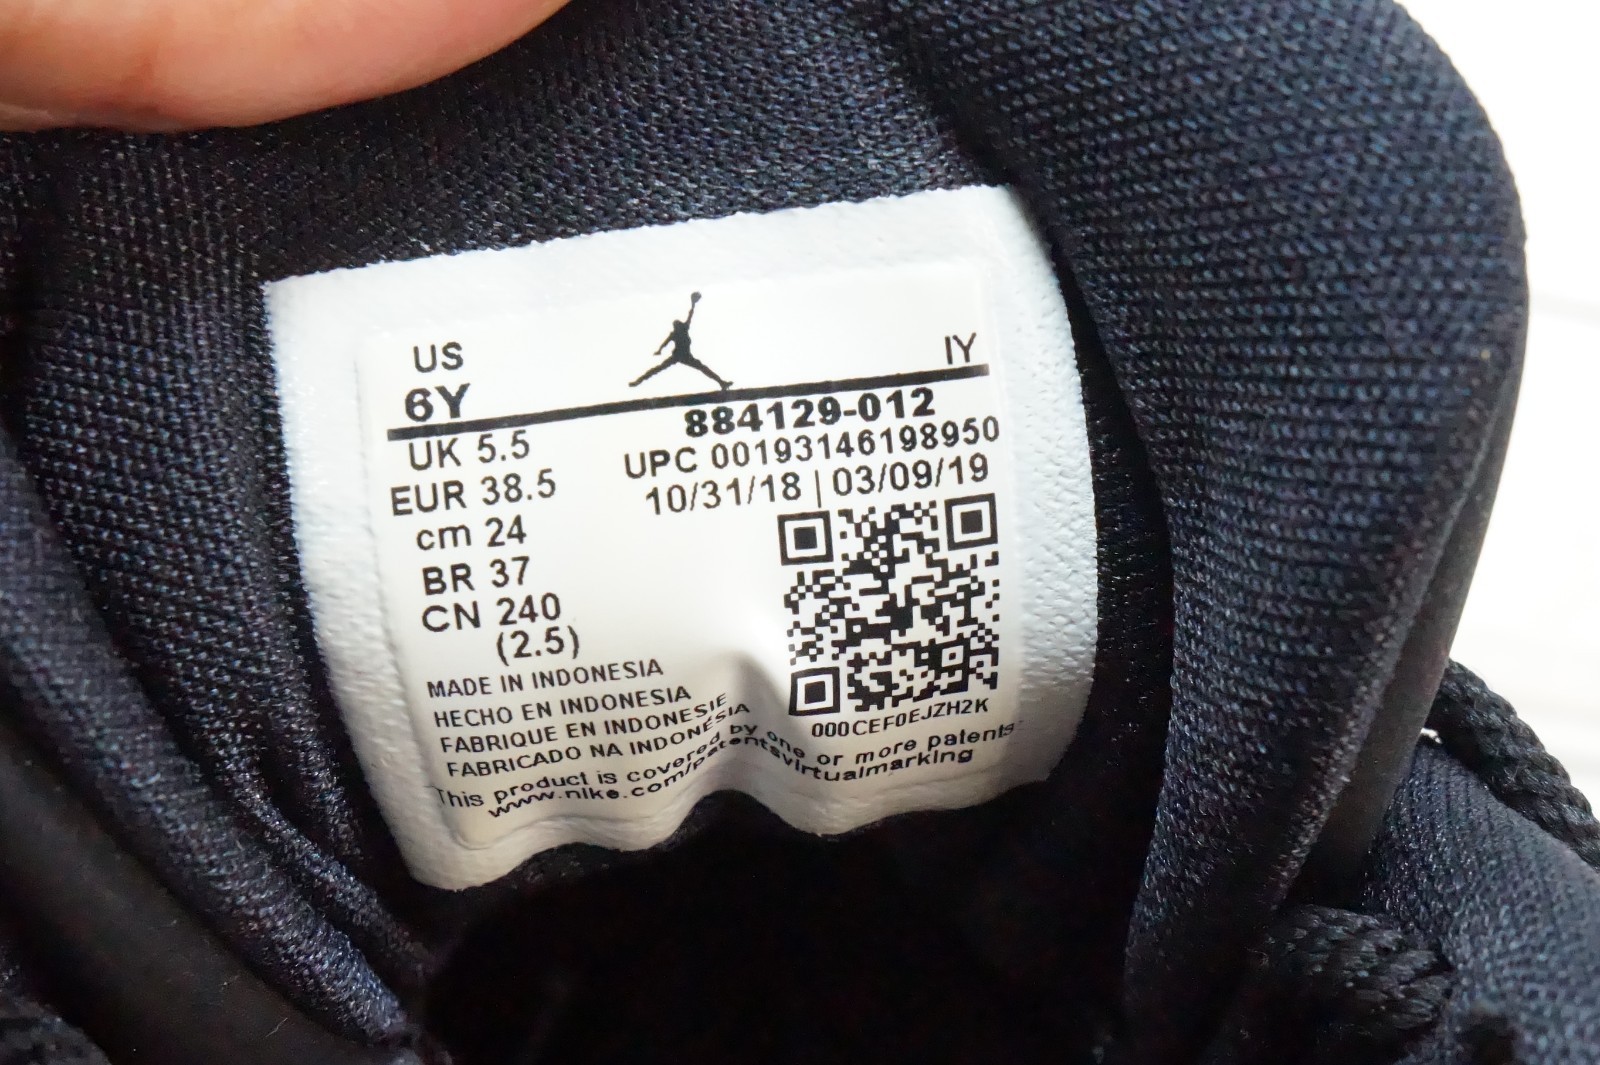 US
6Y
IY
UK 5.5
EUR 38.5
cm 24
BR 37
CN 240
(2.5)
884129-012
UPC 00193146198950
10/31/18 | 03/09/19
000CEF0EJZH2K
MADE IN INDONESIA
HECHO EN INDONESIA
FABRIQUE EN INDONESIE
FABRICADO NA INDONÉSIA
This product is covered by one or more patents
www.nike.com/patentsvirtualmarking